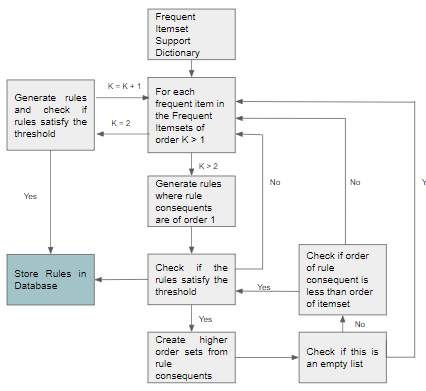 Frequent
Itemset
Support
Dictionary
K = K + 1
For each
frequent item in
the Frequent
Itemsets of
order K > 1
Generate rules
and check if
rules satisfy the
threshold
K = 2
K > 2
Generate rules
where rule
consequents
are of order 1
No
No
Y
Yes
Check if the
rules satisfy the
threshold
Yes
Check if order
of rule
consequent is
less than order
of itemset
Store Rules in
Database
Yes
No
Create higher
order sets from
rule
consequents
Check if this is
an empty list